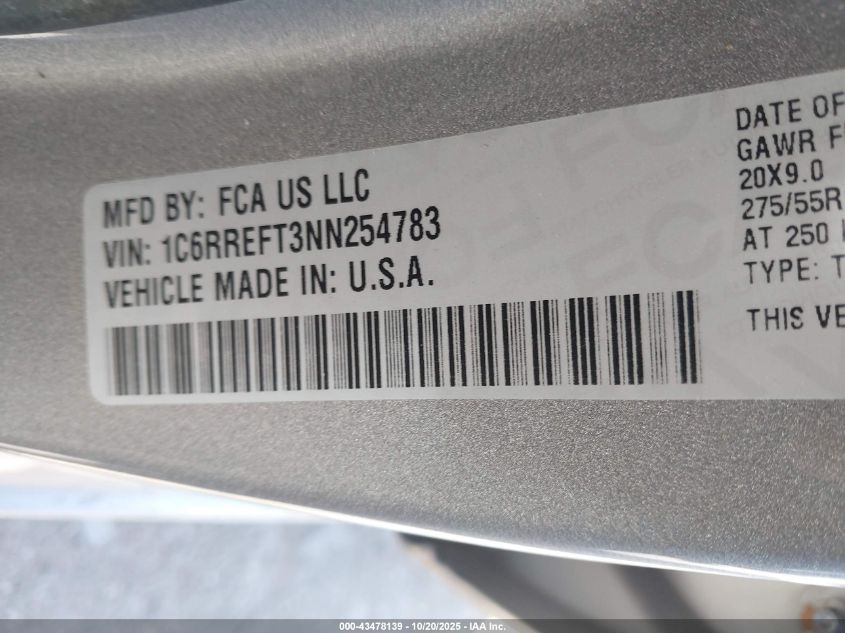 MFD BY: FCA US LLC
VIN: 1C6RREFT3NN254783
VEHICLE MADE IN: U.S.A.
DATE OF
GAWR F
20X9.0
275/55R
AT 250
TYPE: T
THIS VE
000-43478139 | 10/20/2025 | IAA Inc.